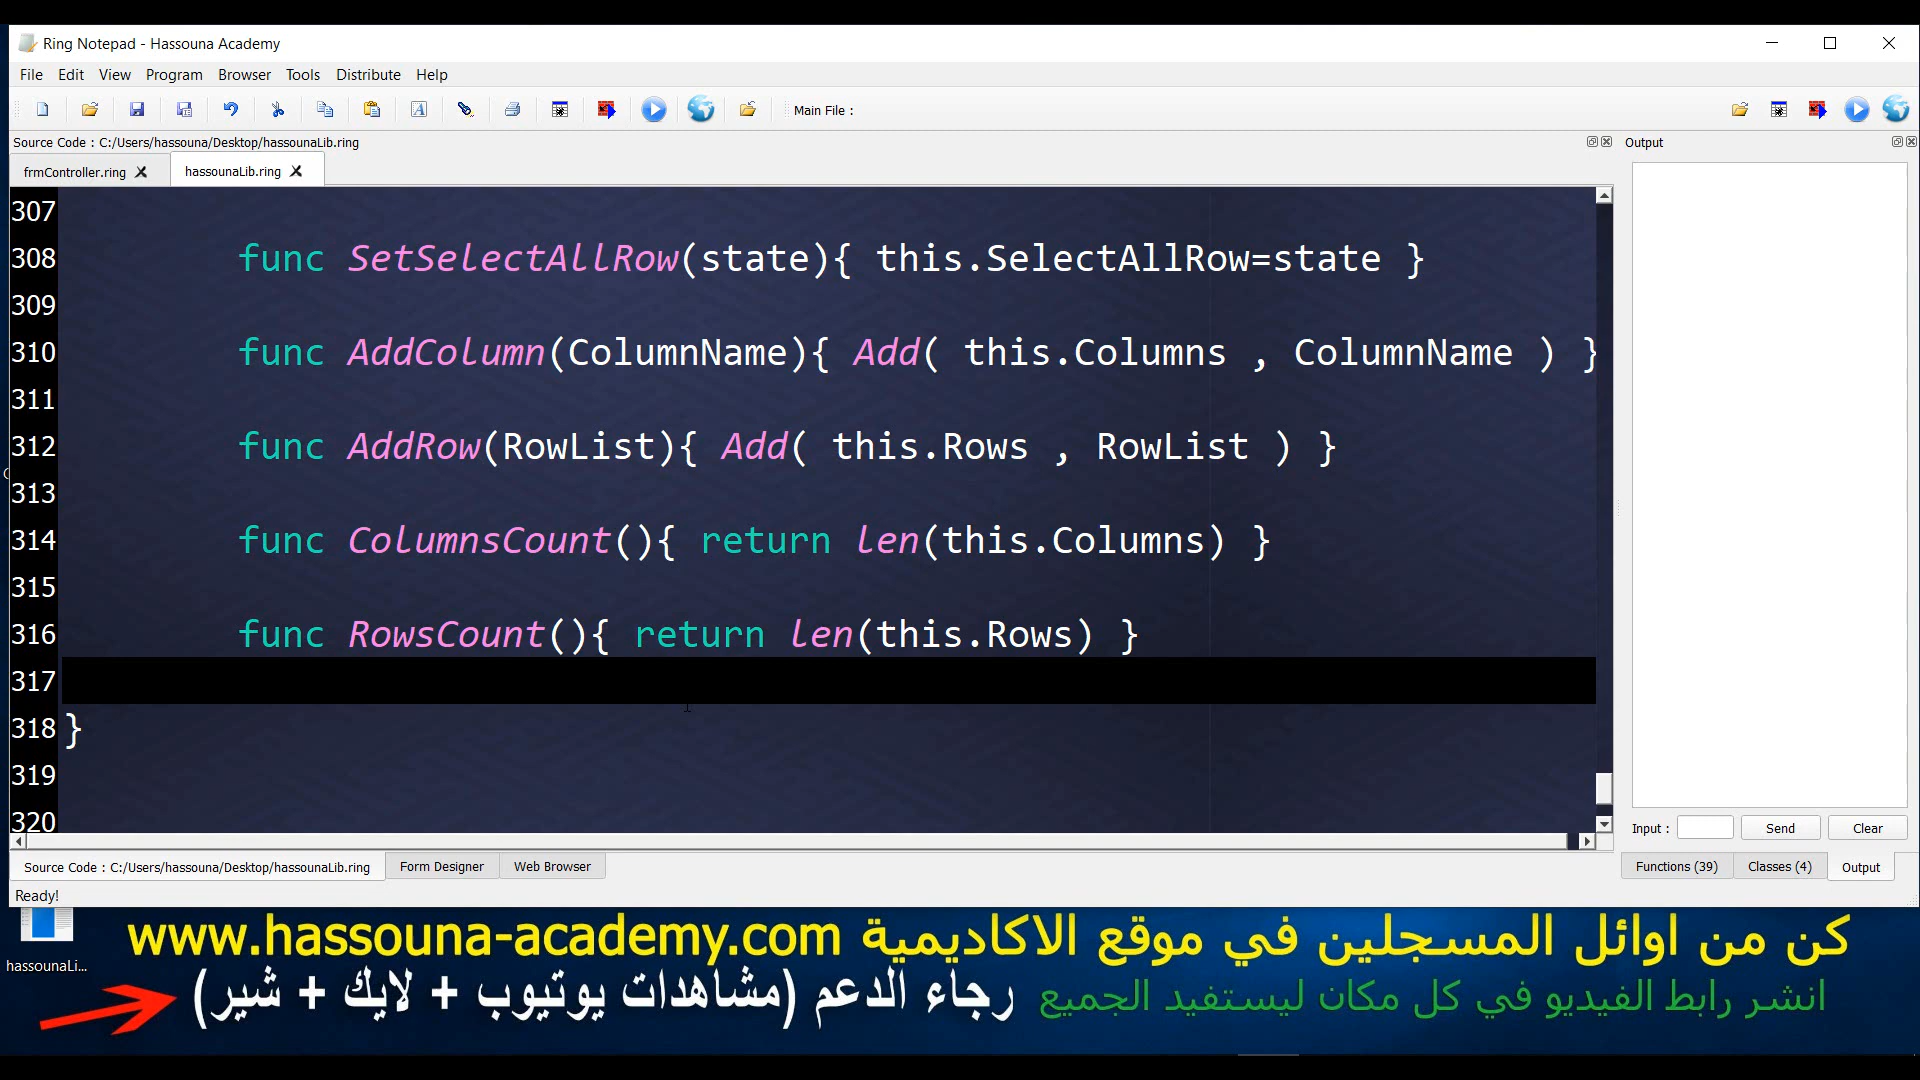 Ring Notepad - Hassouna Academy
File Edit View Program Browser Tools Distribute Help
Main File :
Source Code : C:/Users/hassouna/Desktop/hassounaLib.ring
Output
frmController.ring
hassounaLib.ring
307
308 func SetSelectAllRow(state){ this.SelectAllRow=state }
309
310 func AddColumn(ColumnName){ Add( this.Columns , ColumnName ) }
311
312 func AddRow(RowList){ Add( this.Rows , RowList ) }
313
314 func ColumnsCount(){ return len(this.Columns) }
315
316 func RowsCount(){ return len(this.Rows) }
317
318 }
319
320
Input : Send Clear
Source Code : C:/Users/hassouna/Desktop/hassounaLib.ring Form Designer Web Browser
Functions (39) Classes (4) Output
Ready!
كن من اوائل المسجلين في موقع الاكاديمية www.hassouna-academy.com
hassounaLi...
انشر رابط الفيديو في كل مكان ليستفيد الجميع رجاء الدعم (مشاهدات يوتيوب + لايك + شير)